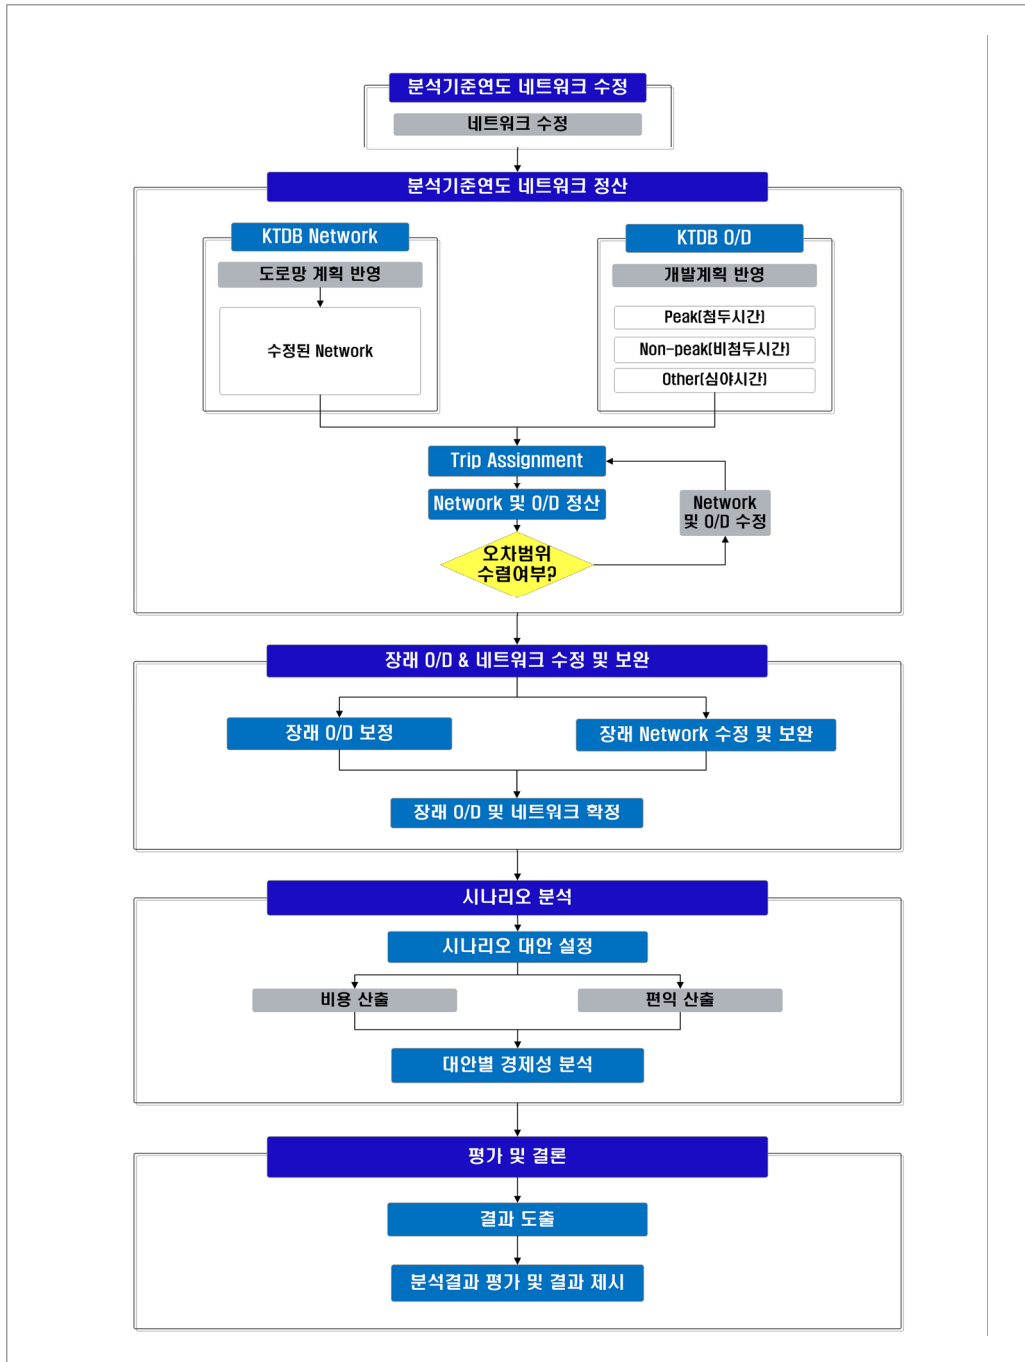 분석기준연도 네트워크 수정
네트워크 수정
분석기준연도 네트워크 정산
KTDB Network
도로망 계획 반영
수정된 Network
KTDB O/D
개발계획 반영
Peak(첨두시간)
Non-peak(비첨두시간)
Other(심야시간)
Trip Assignment
Network 및 O/D 정산
Network
및 O/D 수정
오차범위
수렴여부?
장래 O/D & 네트워크 수정 및 보완
장래 O/D 보정
장래 Network 수정 및 보완
장래 O/D 및 네트워크 확정
시나리오 분석
시나리오 대안 설정
비용 산출
편익 산출
대안별 경제성 분석
평가 및 결론
결과 도출
분석결과 평가 및 결과 제시